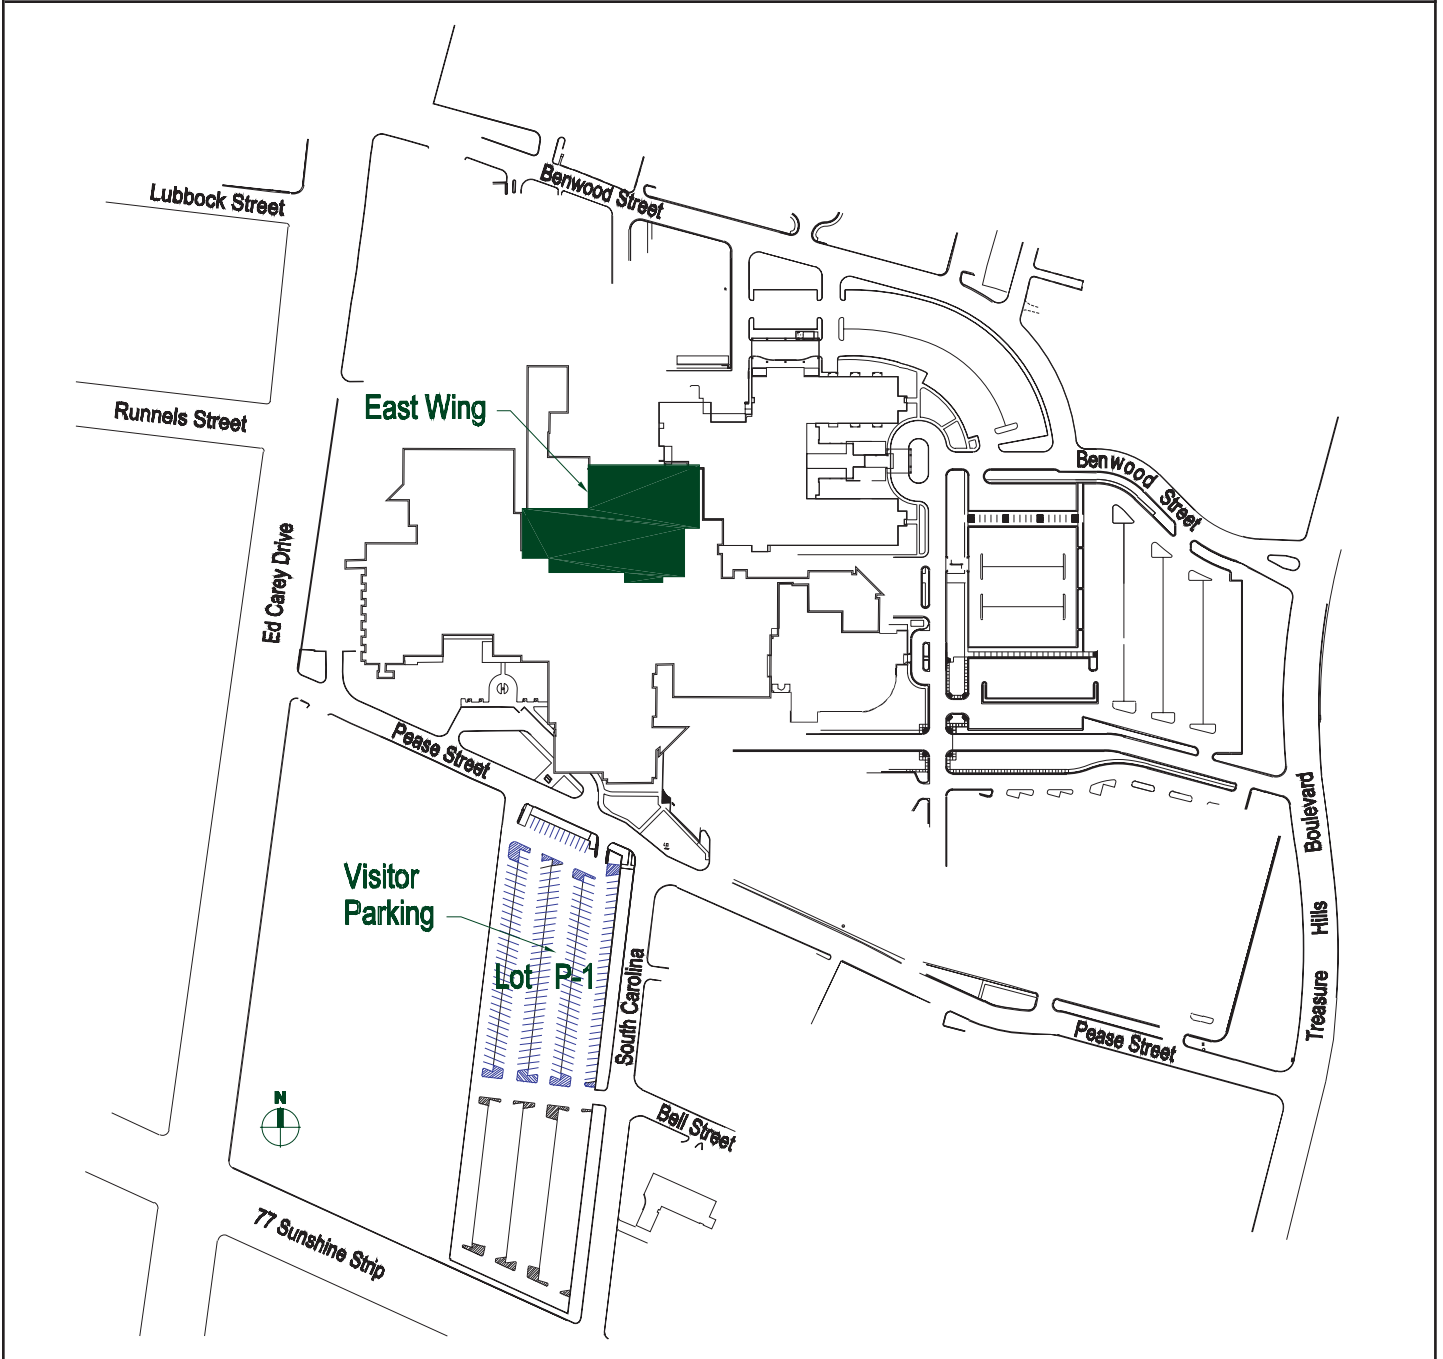 Lubbock Street
Benwood Street
East Wing
Runnels Street
Benwood Street
Ed Carey Drive
H
Pease Street
Treasure Hills Boulevard
Visitor
Parking
Lot P-1
South Carolina
Pease Street
N
Bell Street
77 Sunshine Strip